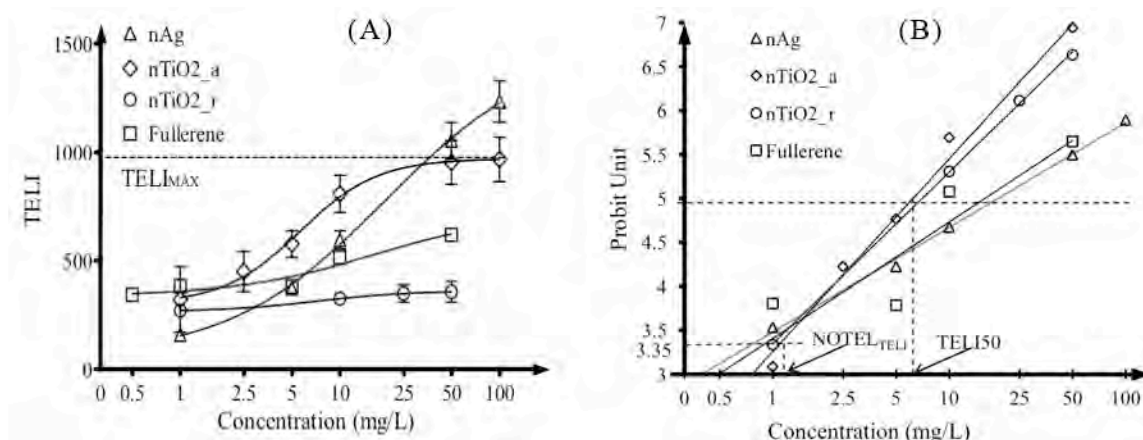 (A)
1500
1000
500
0
TELI
nAg
nTiO2_a
nTiO2_r
Fullerene
TELIMAX
0 0.5 1 2.5 5 10 25 50 100
Concentration (mg/L)
(B)
7
6.5
6
5.5
5
4.5
4
3.5
3.35
3
Probit Unit
nAg
nTiO2_a
nTiO2_r
Fullerene
NOTELTELI
TELI50
0 0.5 1 2.5 5 10 25 50 100
Concentration (mg/L)